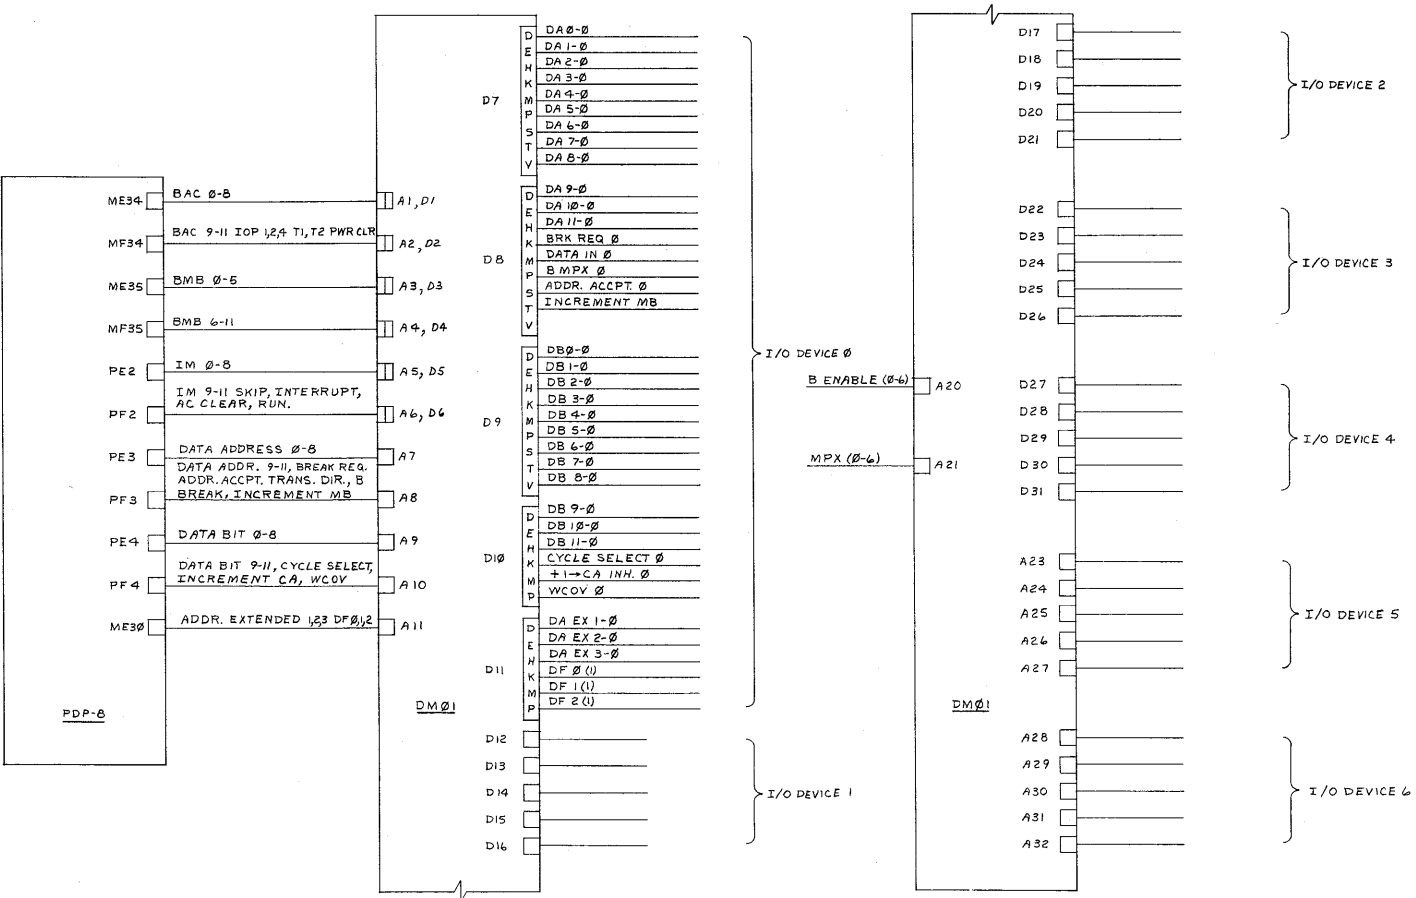 PDP-8
ME34
BAC Ø-8
A1, D1
MF34
BAC 9-11 IOP 1,2,4 T1, T2 PWR CLR
A2, D2
ME35
BMB Ø-5
A3, D3
MF35
BMB 6-11
A4, D4
PE2
IM Ø-8
A5, D5
PF2
IM 9-11 SKIP, INTERRUPT,
AC CLEAR, RUN.
A6, D6
PE3
DATA ADDRESS Ø-8
A7
PF3
DATA ADDR. 9-11, BREAK REQ.
ADDR. ACCPT. TRANS. DIR., B
BREAK, INCREMENT MB
A8
PE4
DATA BIT Ø-8
A9
PF4
DATA BIT 9-11, CYCLE SELECT,
INCREMENT CA, WCOV
A10
ME3Ø
ADDR. EXTENDED 1,2,3 DFØ,1,2
A11
DMØ1
D7
D DAØ-Ø
E DA 1-Ø
H DA 2-Ø
K DA 3-Ø
M DA 4-Ø
P DA 5-Ø
S DA 6-Ø
T DA 7-Ø
V DA 8-Ø
D8
D DA 9-Ø
E DA 1Ø-Ø
H DA 11-Ø
K BRK REQ Ø
M DATA IN Ø
P B MPX Ø
S ADDR. ACCPT. Ø
T INCREMENT MB
V
D9
D DBØ-Ø
E DB 1-Ø
H DB 2-Ø
K DB 3-Ø
M DB 4-Ø
P DB 5-Ø
S DB 6-Ø
T DB 7-Ø
V DB 8-Ø
D1Ø
D DB 9-Ø
E DB 1Ø-Ø
H DB 11-Ø
K CYCLE SELECT Ø
M +1→CA INH. Ø
P WCOV Ø
D11
D DA EX 1-Ø
E DA EX 2-Ø
H DA EX 3-Ø
K DF Ø (1)
M DF 1 (1)
P DF 2 (1)
I/O DEVICE Ø
D12
D13
D14
D15
D16
I/O DEVICE 1
B ENABLE (Ø-6)
A20
MPX (Ø-6)
A21
DMØ1
D17
D18
D19
D20
D21
I/O DEVICE 2
D22
D23
D24
D25
D26
I/O DEVICE 3
D27
D28
D29
D30
D31
I/O DEVICE 4
A23
A24
A25
A26
A27
I/O DEVICE 5
A28
A29
A30
A31
A32
I/O DEVICE 6